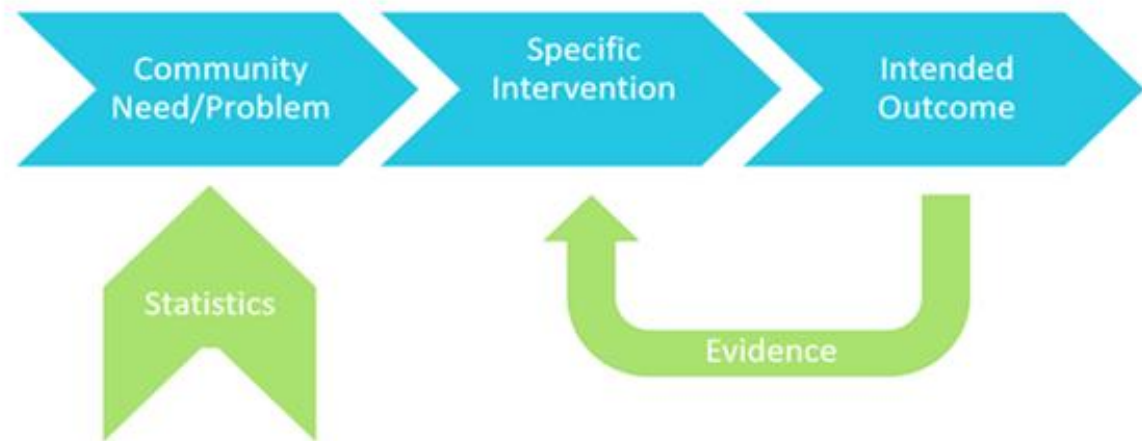 Community
Need/Problem
Specific
Intervention
Intended
Outcome
Statistics
Evidence